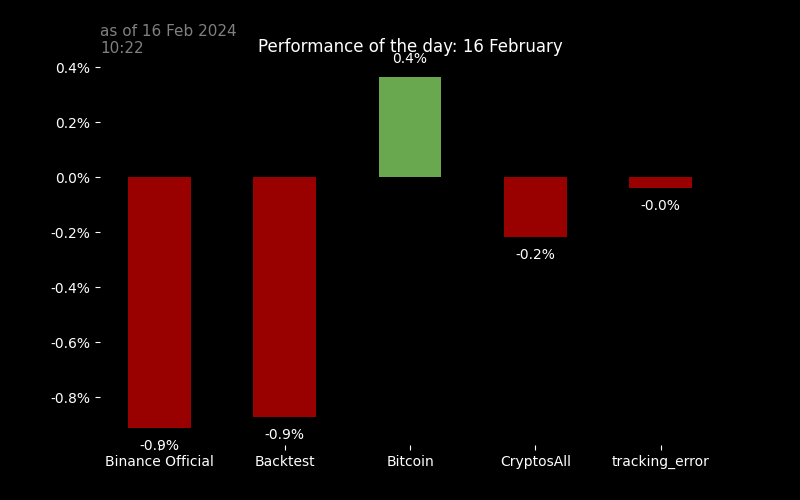 as of 16 Feb 2024
10:22
Performance of the day: 16 February
0.4%
0.4%
0.2%
0.0%
-0.0%
-0.2%
-0.2%
-0.4%
-0.6%
-0.8%
-0.9%
-0.9%
Binance Official
Backtest
Bitcoin
CryptosAll
tracking_error